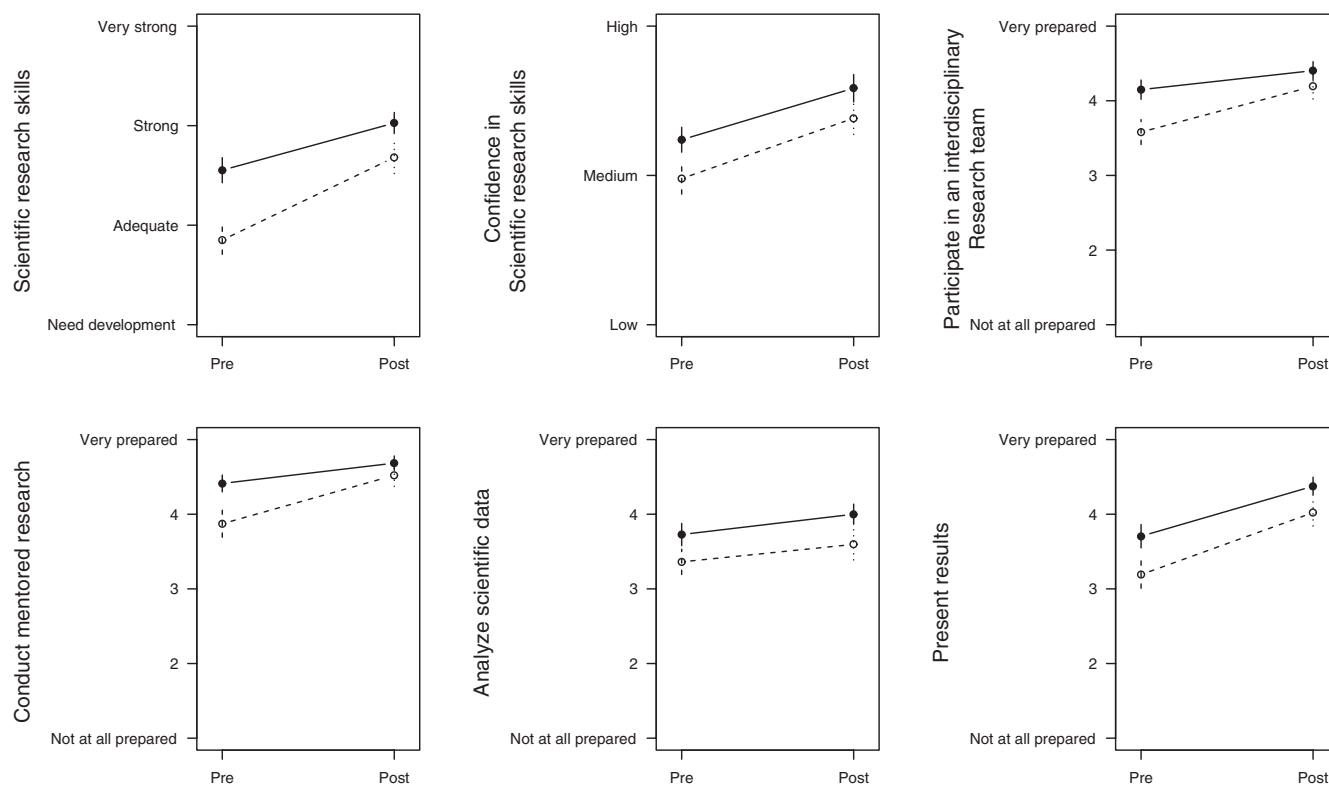 Scientific research skills
Very strong
Strong
Adequate
Need development
Pre
Post
Confidence in
Scientific research skills
High
Medium
Low
Pre
Post
Participate in an interdisciplinary
Research team
Very prepared
4
3
2
Not at all prepared
Pre
Post
Conduct mentored research
Very prepared
4
3
2
Not at all prepared
Pre
Post
Analyze scientific data
Very prepared
4
3
2
Not at all prepared
Pre
Post
Present results
Very prepared
4
3
2
Not at all prepared
Pre
Post